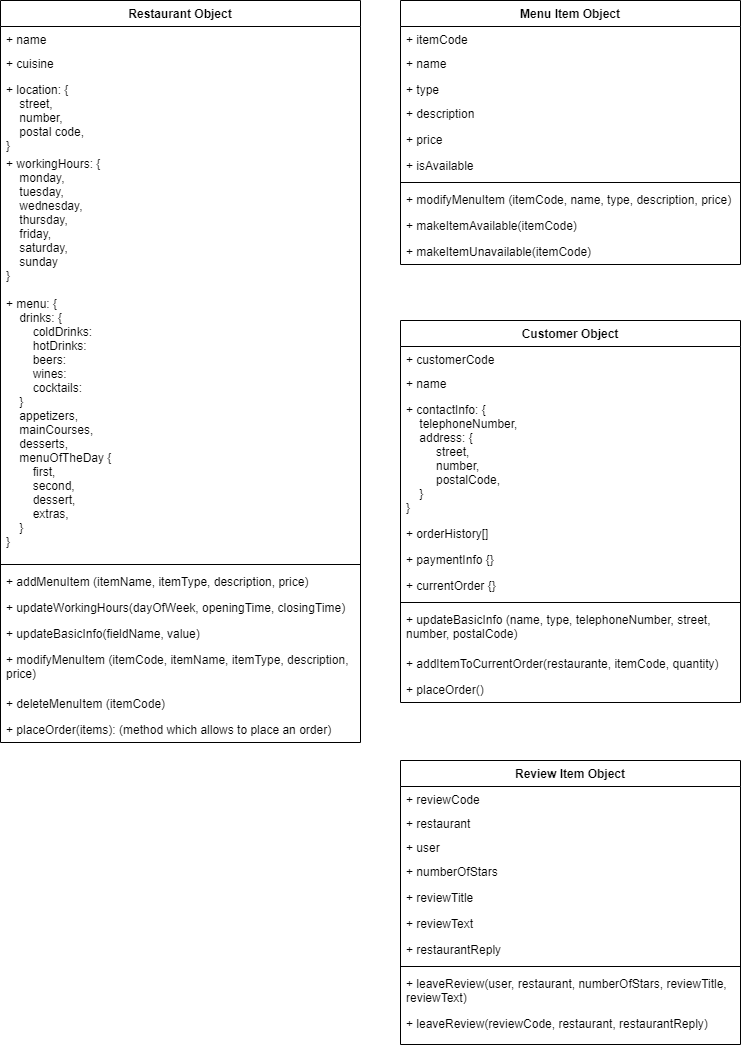 Restaurant Object
+ name
+ cuisine
+ location: {
street,
number,
postal code,
}
+ workingHours: {
monday,
tuesday,
wednesday,
thursday,
friday,
saturday,
sunday
}
+ menu: {
drinks: {
coldDrinks:
hotDrinks:
beers:
wines:
cocktails:
}
appetizers,
mainCourses,
desserts,
menuOfTheDay {
first,
second,
dessert,
extras,
}
}
+ addMenuItem (itemName, itemType, description, price)
+ updateWorkingHours(dayOfWeek, openingTime, closingTime)
+ updateBasicInfo(fieldName, value)
+ modifyMenuItem (itemCode, itemName, itemType, description,
price)
+ deleteMenuItem (itemCode)
+ placeOrder(items): (method which allows to place an order)
Menu Item Object
+ itemCode
+ name
+ type
+ description
+ price
+ isAvailable
+ modifyMenuItem (itemCode, name, type, description, price)
+ makeItemAvailable(itemCode)
+ makeItemUnavailable(itemCode)
Customer Object
+ customerCode
+ name
+ contactInfo: {
telephoneNumber,
address: {
street,
number,
postalCode,
}
}
+ orderHistory[]
+ paymentInfo {}
+ currentOrder {}
+ updateBasicInfo (name, type, telephoneNumber, street,
number, postalCode)
+ addItemToCurrentOrder(restaurante, itemCode, quantity)
+ placeOrder()
Review Item Object
+ reviewCode
+ restaurant
+ user
+ numberOfStars
+ reviewTitle
+ reviewText
+ restaurantReply
+ leaveReview(user, restaurant, numberOfStars, reviewTitle,
reviewText)
+ leaveReview(reviewCode, restaurant, restaurantReply)